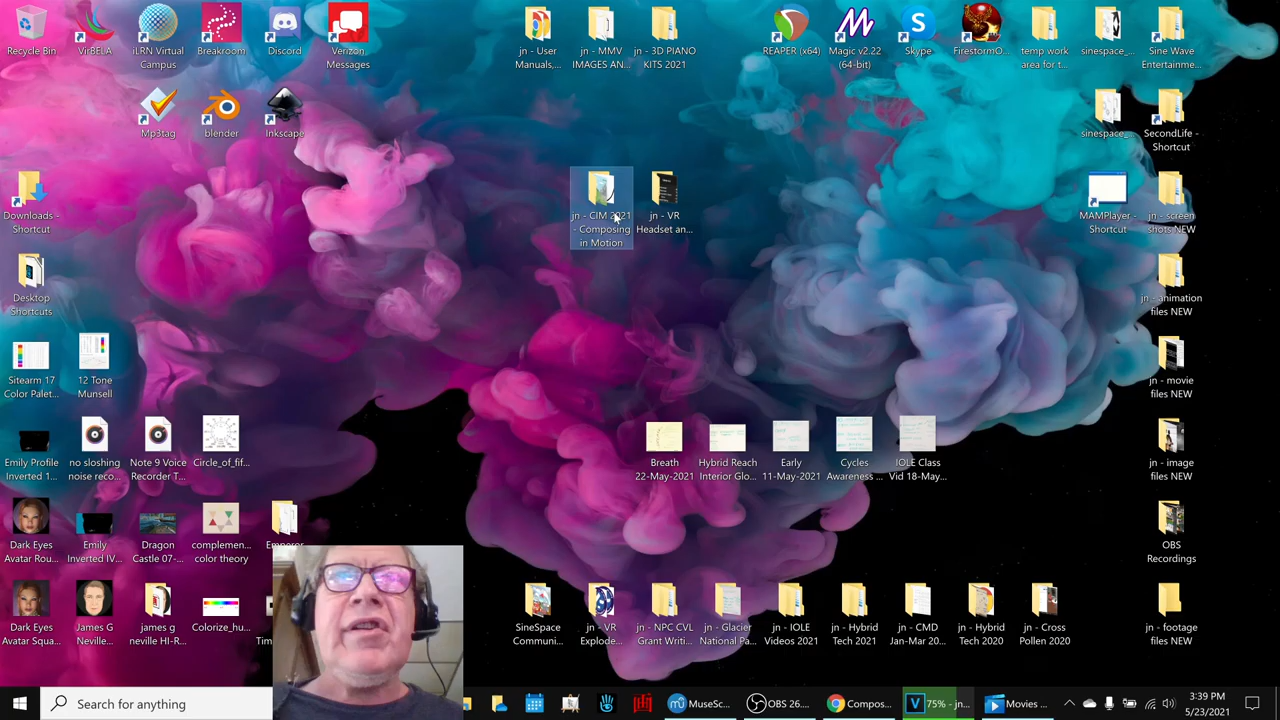 Recycle Bin
VirBELA
iLRN Virtual
Campus
Breakroom
Discord
Verizon
Messages
jn - User
Manuals,...
jn - MMV
IMAGES AN...
jn - 3D PIANO
KITS 2021
REAPER (x64)
Magic v2.22
(64-bit)
Skype
FirestormO...
temp work
area for t...
sinespace_...
Sine Wave
Entertainme...
Mp3tag
blender
Inkscape
sinespace_...
SecondLife -
Shortcut
Downloads -
Shortcut
jn - CIM 2021
- Composing
in Motion
jn - VR
Headset an...
MAMPlayer -
Shortcut
jn - screen
shots NEW
Desktop
Shortcuts
jn - animation
files NEW
Sitearm 17
Color Palet...
12 Tone
Munsell
jn - movie
files NEW
Emily Profile
Inverted 1...
no sloshing
noise reco...
Note 9 Voice
Recorder T...
Circle_of_fif...
Breath
22-May-2021
Hybrid Reach
Interior Glo...
Early
11-May-2021
Cycles
Awareness ...
IOLE Class
Vid 18-May...
jn - image
files NEW
Dark Eyes
Avatar Rou...
Emily
Inverted IV...
Dragon
Castle 07-...
complemen...
color theory
OBS
Recordings
Dark Eyes
Avatar Squa...
James G
Neville...
james g
neville HI-R...
Colorize_hu...
SineSpace
Communi...
jn - VR
Explode...
jn - NPC CVL
Grant Writi...
jn - Glacier
National Pa...
jn - IOLE
Videos 2021
jn - Hybrid
Tech 2021
jn - CMD
Jan-Mar 20...
jn - Hybrid
Tech 2020
jn - Cross
Pollen 2020
jn - footage
files NEW
Search for anything
MuseSc...
OBS 26....
Compos...
75% - jn...
Movies ...
3:39 PM
5/23/2021